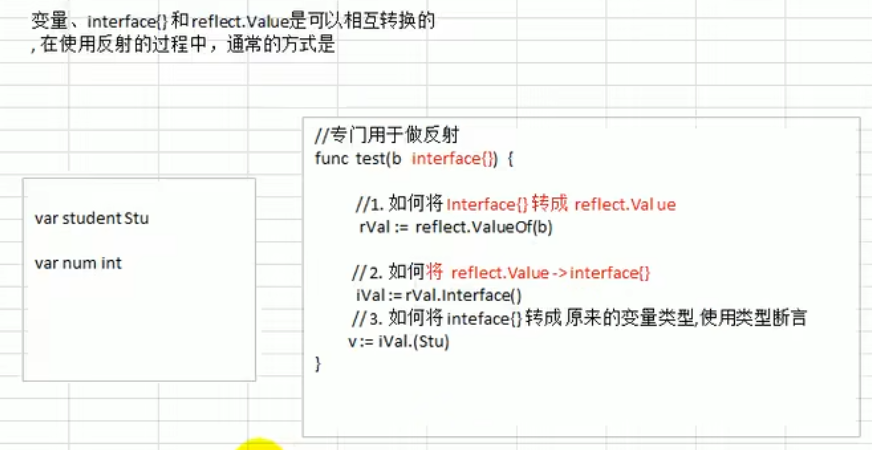 变量、interface{} 和 reflect.Value是可以相互转换的
, 在使用反射的过程中，通常的方式是
var student Stu
var num int
//专门用于做反射
func test(b interface{}) {
//1. 如何将 Interface{} 转成 reflect.Value
rVal := reflect.ValueOf(b)
//2. 如何将 reflect.Value->interface{}
iVal := rVal.Interface()
//3. 如何将 inteface{} 转成 原来的变量类型,使用类型断言
v := iVal.(Stu)
}